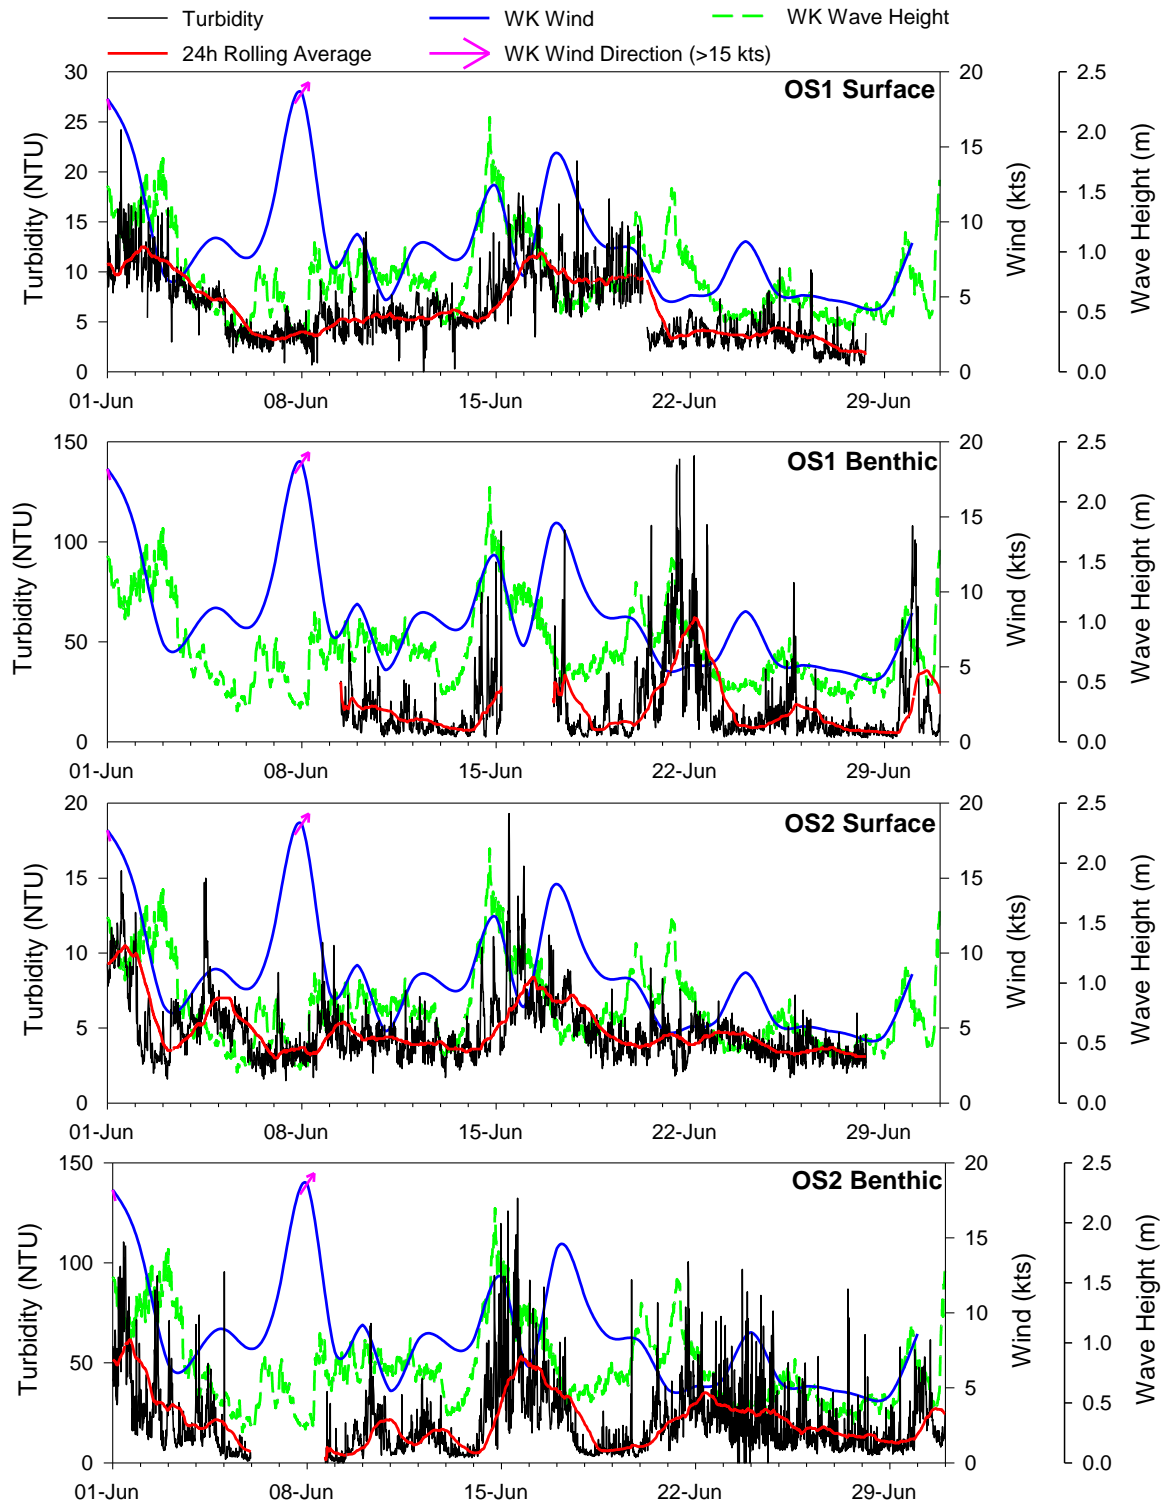 Turbidity WK Wind WK Wave Height
24h Rolling Average WK Wind Direction (>15 kts)
OS1 Surface
Turbidity (NTU)
30
25
20
15
10
5
0
20
15
10
5
0
Wind (kts)
2.5
2.0
1.5
1.0
0.5
0.0
Wave Height (m)
01-Jun 08-Jun 15-Jun 22-Jun 29-Jun
OS1 Benthic
Turbidity (NTU)
150
100
50
0
20
15
10
5
0
Wind (kts)
2.5
2.0
1.5
1.0
0.5
0.0
Wave Height (m)
01-Jun 08-Jun 15-Jun 22-Jun 29-Jun
OS2 Surface
Turbidity (NTU)
20
15
10
5
0
20
15
10
5
0
Wind (kts)
2.5
2.0
1.5
1.0
0.5
0.0
Wave Height (m)
01-Jun 08-Jun 15-Jun 22-Jun 29-Jun
OS2 Benthic
Turbidity (NTU)
150
100
50
0
20
15
10
5
0
Wind (kts)
2.5
2.0
1.5
1.0
0.5
0.0
Wave Height (m)
01-Jun 08-Jun 15-Jun 22-Jun 29-Jun